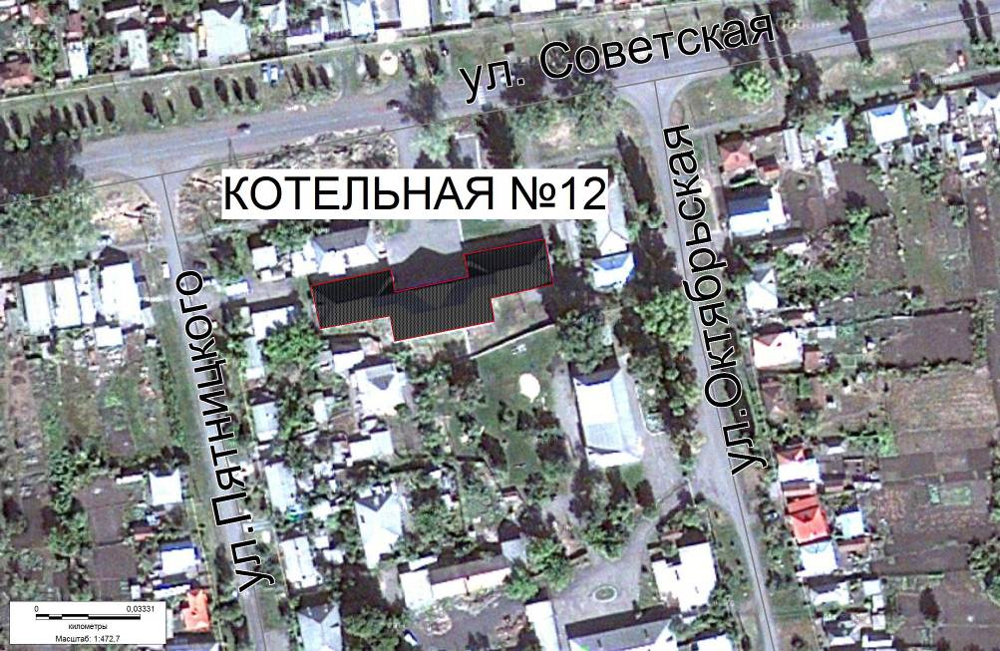 ул. Советская
КОТЕЛЬНАЯ №12
ул.Октябрьская
ул.Пятницкого
0 0,03331
километры
Масштаб: 1:472,7